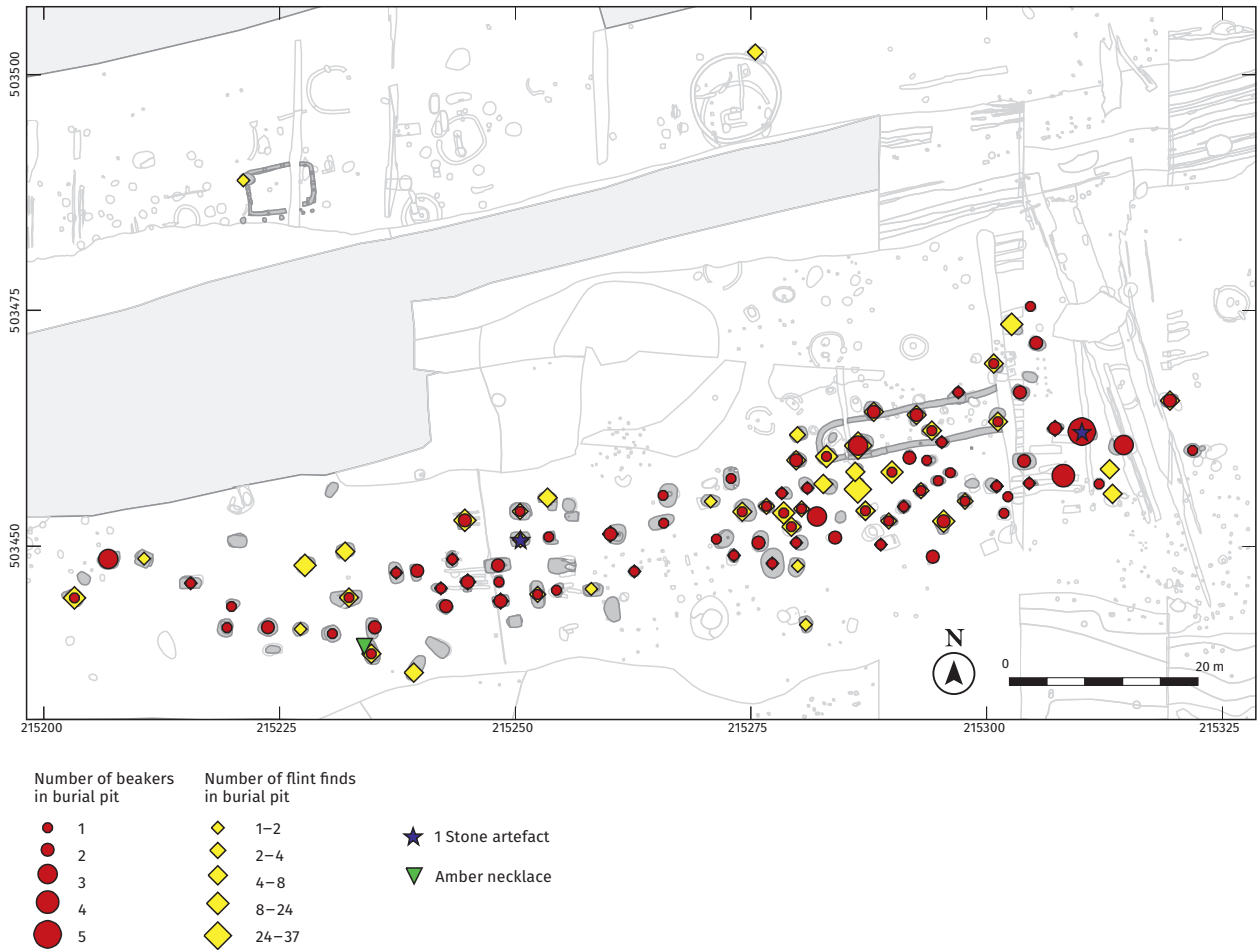 503500
503475
503450
N
0
20 m
215200
215225
215250
215275
215300
215325
Number of beakers
in burial pit
1
2
3
4
5
Number of flint finds
in burial pit
1–2
2–4
4–8
8–24
24–37
1 Stone artefact
Amber necklace